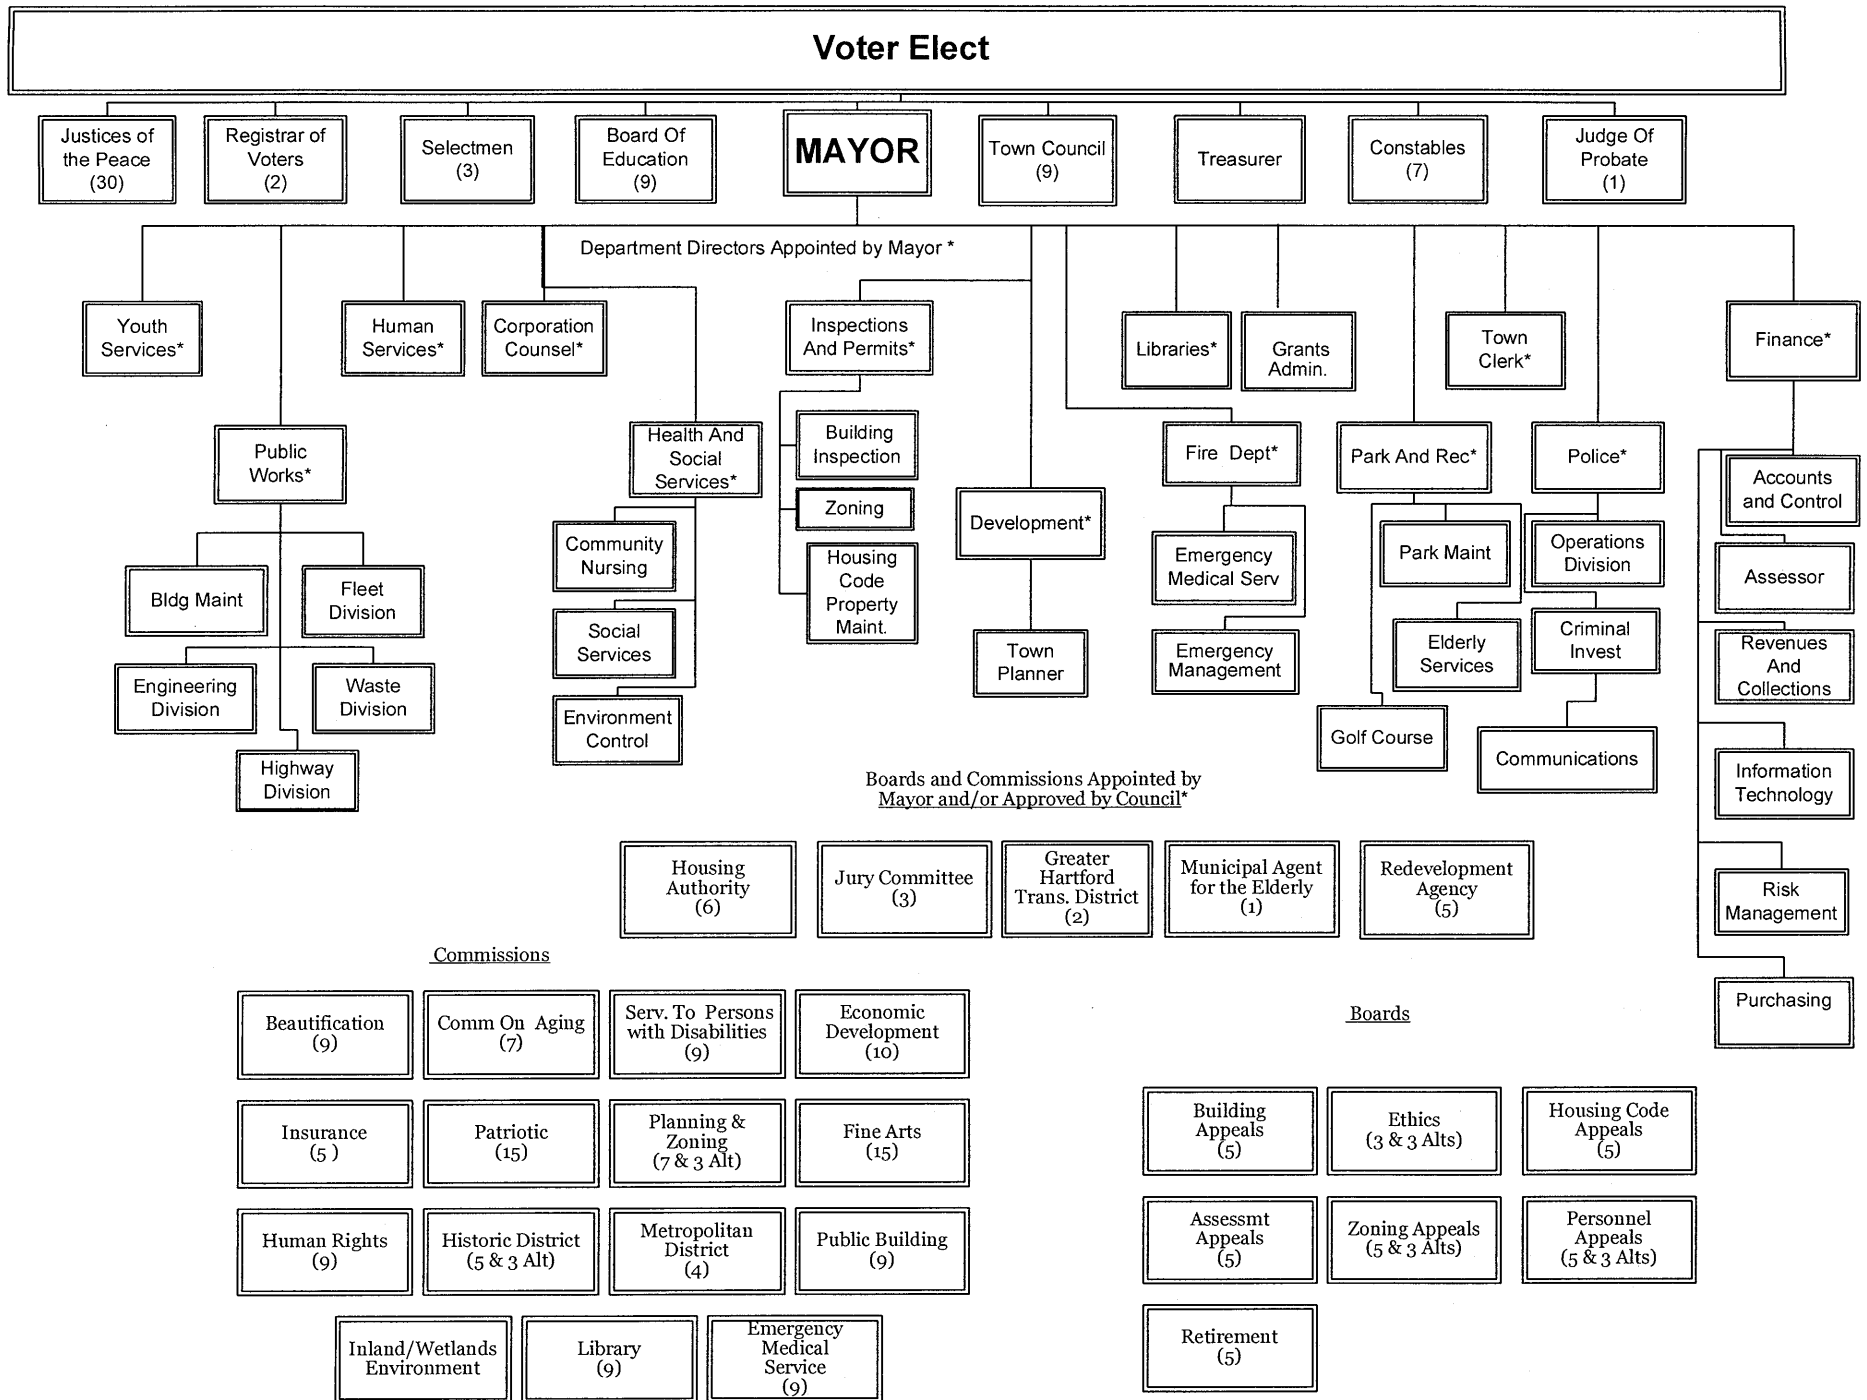 Voter Elect
Justices of
the Peace
(30)
Registrar of
Voters
(2)
Selectmen
(3)
Board Of
Education
(9)
MAYOR
Town Council
(9)
Treasurer
Constables
(7)
Judge Of
Probate
(1)
Department Directors Appointed by Mayor *
Youth
Services*
Human
Services*
Corporation
Counsel*
Inspections
And Permits*
Libraries*
Grants
Admin.
Town
Clerk*
Finance*
Public
Works*
Health And
Social
Services*
Building
Inspection
Zoning
Housing
Code
Property
Maint.
Development*
Fire Dept*
Park And Rec*
Police*
Accounts
and Control
Community
Nursing
Emergency
Medical Serv
Park Maint
Operations
Division
Assessor
Bldg Maint
Fleet
Division
Social
Services
Town
Planner
Emergency
Management
Elderly
Services
Criminal
Invest
Revenues
And
Collections
Engineering
Division
Waste
Division
Environment
Control
Golf Course
Communications
Highway
Division
Information
Technology
Boards and Commissions Appointed by
Mayor and/or Approved by Council*
Housing
Authority
(6)
Jury Committee
(3)
Greater
Hartford
Trans. District
(2)
Municipal Agent
for the Elderly
(1)
Redevelopment
Agency
(5)
Risk
Management
Purchasing
Commissions
Beautification
(9)
Comm On Aging
(7)
Serv. To Persons
with Disabilities
(9)
Economic
Development
(10)
Insurance
(5 )
Patriotic
(15)
Planning &
Zoning
(7 & 3 Alt)
Fine Arts
(15)
Human Rights
(9)
Historic District
(5 & 3 Alt)
Metropolitan
District
(4)
Public Building
(9)
Inland/Wetlands
Environment
Library
(9)
Emergency
Medical
Service
(9)
Boards
Building
Appeals
(5)
Ethics
(3 & 3 Alts)
Housing Code
Appeals
(5)
Assessmt
Appeals
(5)
Zoning Appeals
(5 & 3 Alts)
Personnel
Appeals
(5 & 3 Alts)
Retirement
(5)